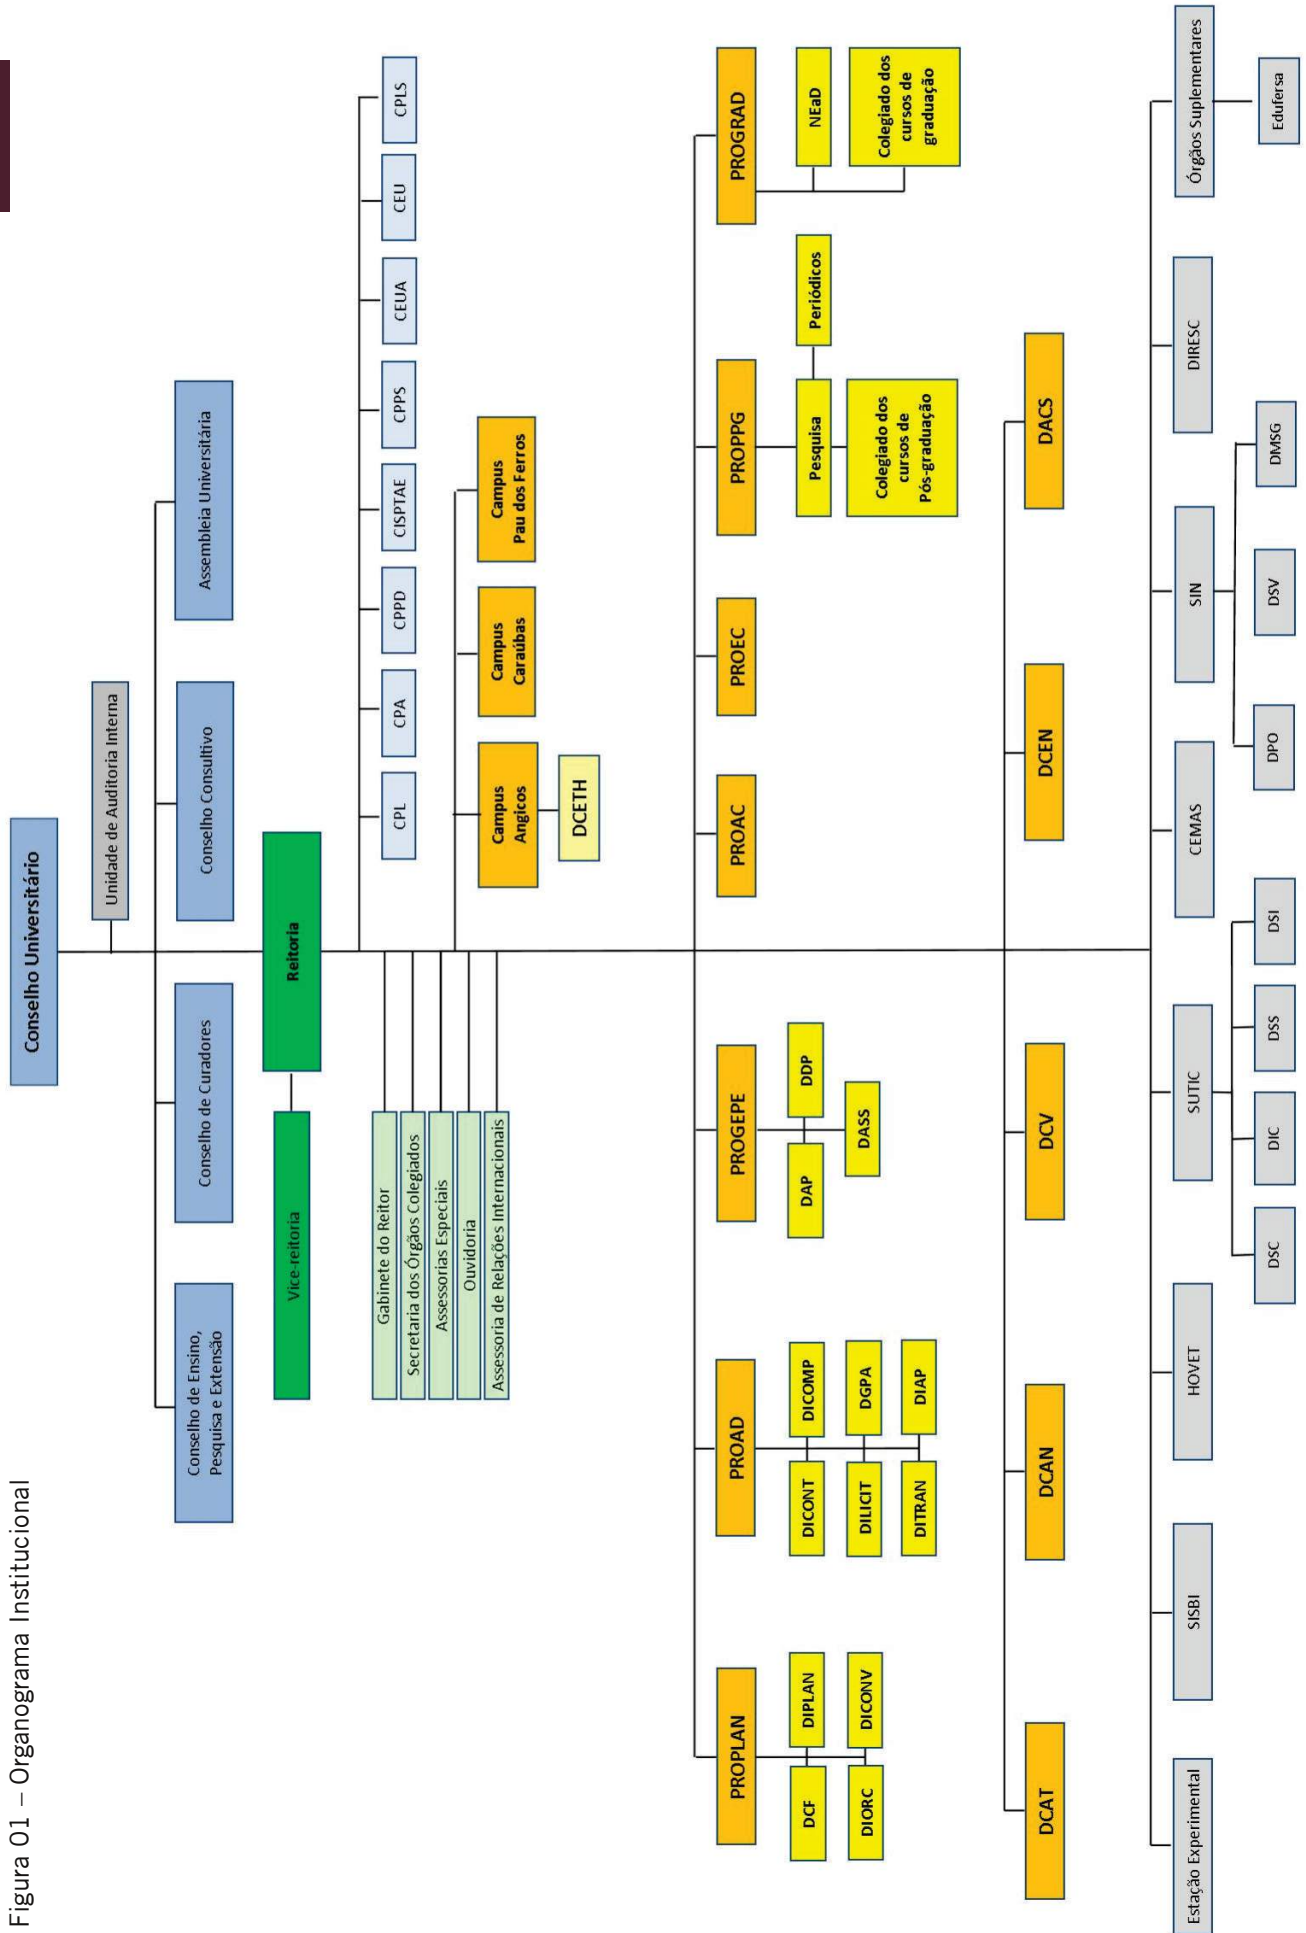 Figura 01 – Organograma Institucional
Conselho Universitário
Unidade de Auditoria Interna
Conselho de Ensino,
Pesquisa e Extensão
Conselho de Curadores
Conselho Consultivo
Assembleia Universitária
Vice-reitoria
Reitoria
Gabinete do Reitor
Secretaria dos Órgãos Colegiados
Assessorias Especiais
Ouvidoria
Assessoria de Relações Internacionais
CPL
CPA
CPPD
CISPTAE
CPPS
CEUA
CEU
CPLS
Campus
Angicos
Campus
Caraúbas
Campus
Pau dos Ferros
DCETH
PROPLAN
PROAD
PROGEPE
PROAC
PROEC
PROPPG
PROGRAD
DCF
DIPLAN
DIORC
DICONV
DICONT
DICOMP
DILICIT
DGPA
DITRAN
DIAP
DAP
DDP
DASS
Pesquisa
Periódicos
Colegiado dos
cursos de
Pós-graduação
NEaD
Colegiado dos
cursos de
graduação
DCAT
DCAN
DCV
DCEN
DACS
Estação Experimental
SISBI
HOVET
SUTIC
CEMAS
SIN
DIRESC
Órgãos Suplementares
DSC
DIC
DSS
DSI
DPO
DSV
DMSG
Edufersa